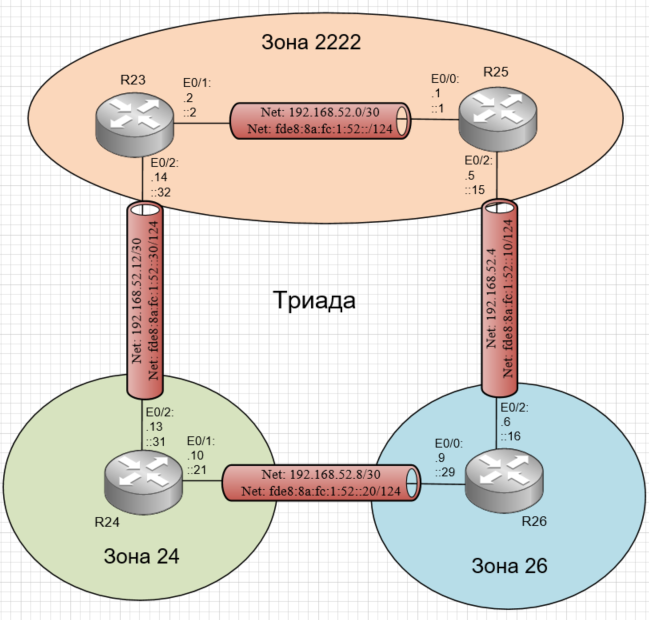 Зона 2222
R23
E0/1:
.2
::2
Net: 192.168.52.0/30
Net: fde8:8a:fc:1:52::/124
E0/0:
.1
::1
R25
E0/2:
.14
::32
E0/2:
.5
::15
Net: 192.168.52.12/30
Net: fde8:8a:fc:1:52::30/124
Триада
Net: 192.168.52.4
Net: fde8:8a:fc:1:52::10/124
E0/2:
.13
::31
E0/2:
.6
::16
E0/1:
.10
::21
Net: 192.168.52.8/30
Net: fde8:8a:fc:1:52::20/124
E0/0:
.9
::29
R24
R26
Зона 24
Зона 26